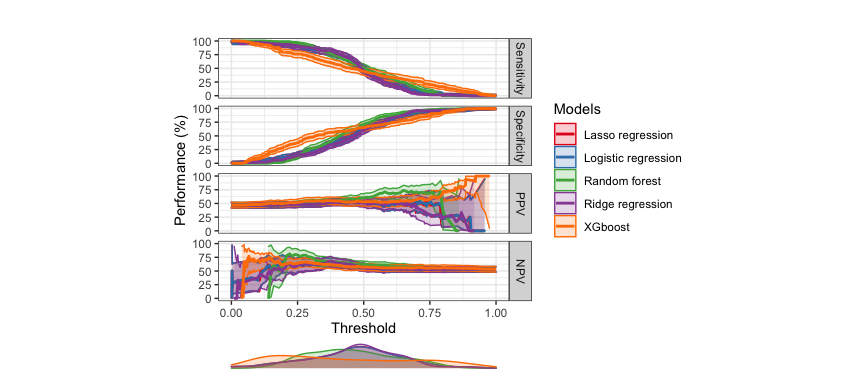 100
75
50
25
0
Sensitivity
100
75
50
25
0
Specificity
100
75
50
25
0
PPV
100
75
50
25
0
NPV
Performance (%)
0.00 0.25 0.50 0.75 1.00
Threshold
Models
Lasso regression
Logistic regression
Random forest
Ridge regression
XGboost